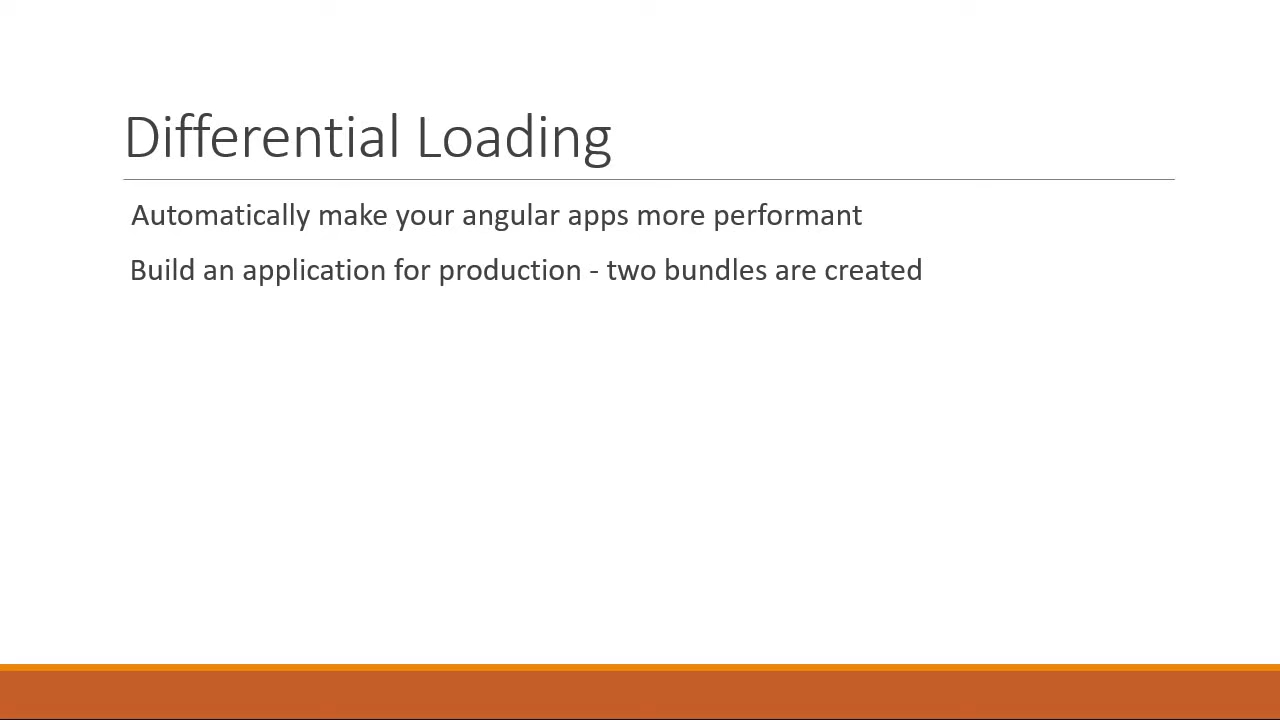 Differential Loading
Automatically make your angular apps more performant
Build an application for production - two bundles are created